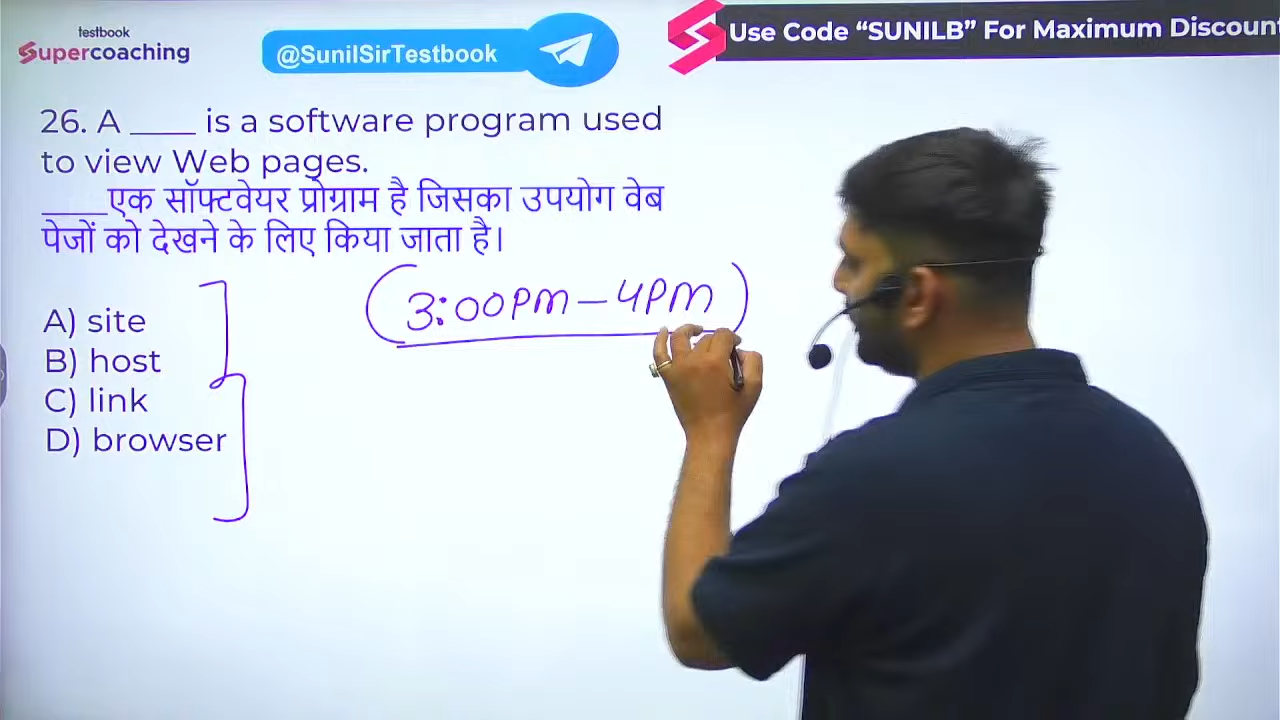 testbook
Supercoaching
@SunilSirTestbook
Use Code “SUNILB” For Maximum Discoun
26. A ____ is a software program used
to view Web pages.
____एक सॉफ्टवेयर प्रोग्राम है जिसका उपयोग वेब
पेजों को देखने के लिए किया जाता है।
(3:00PM - 4PM)
A) site
B) host
C) link
D) browser